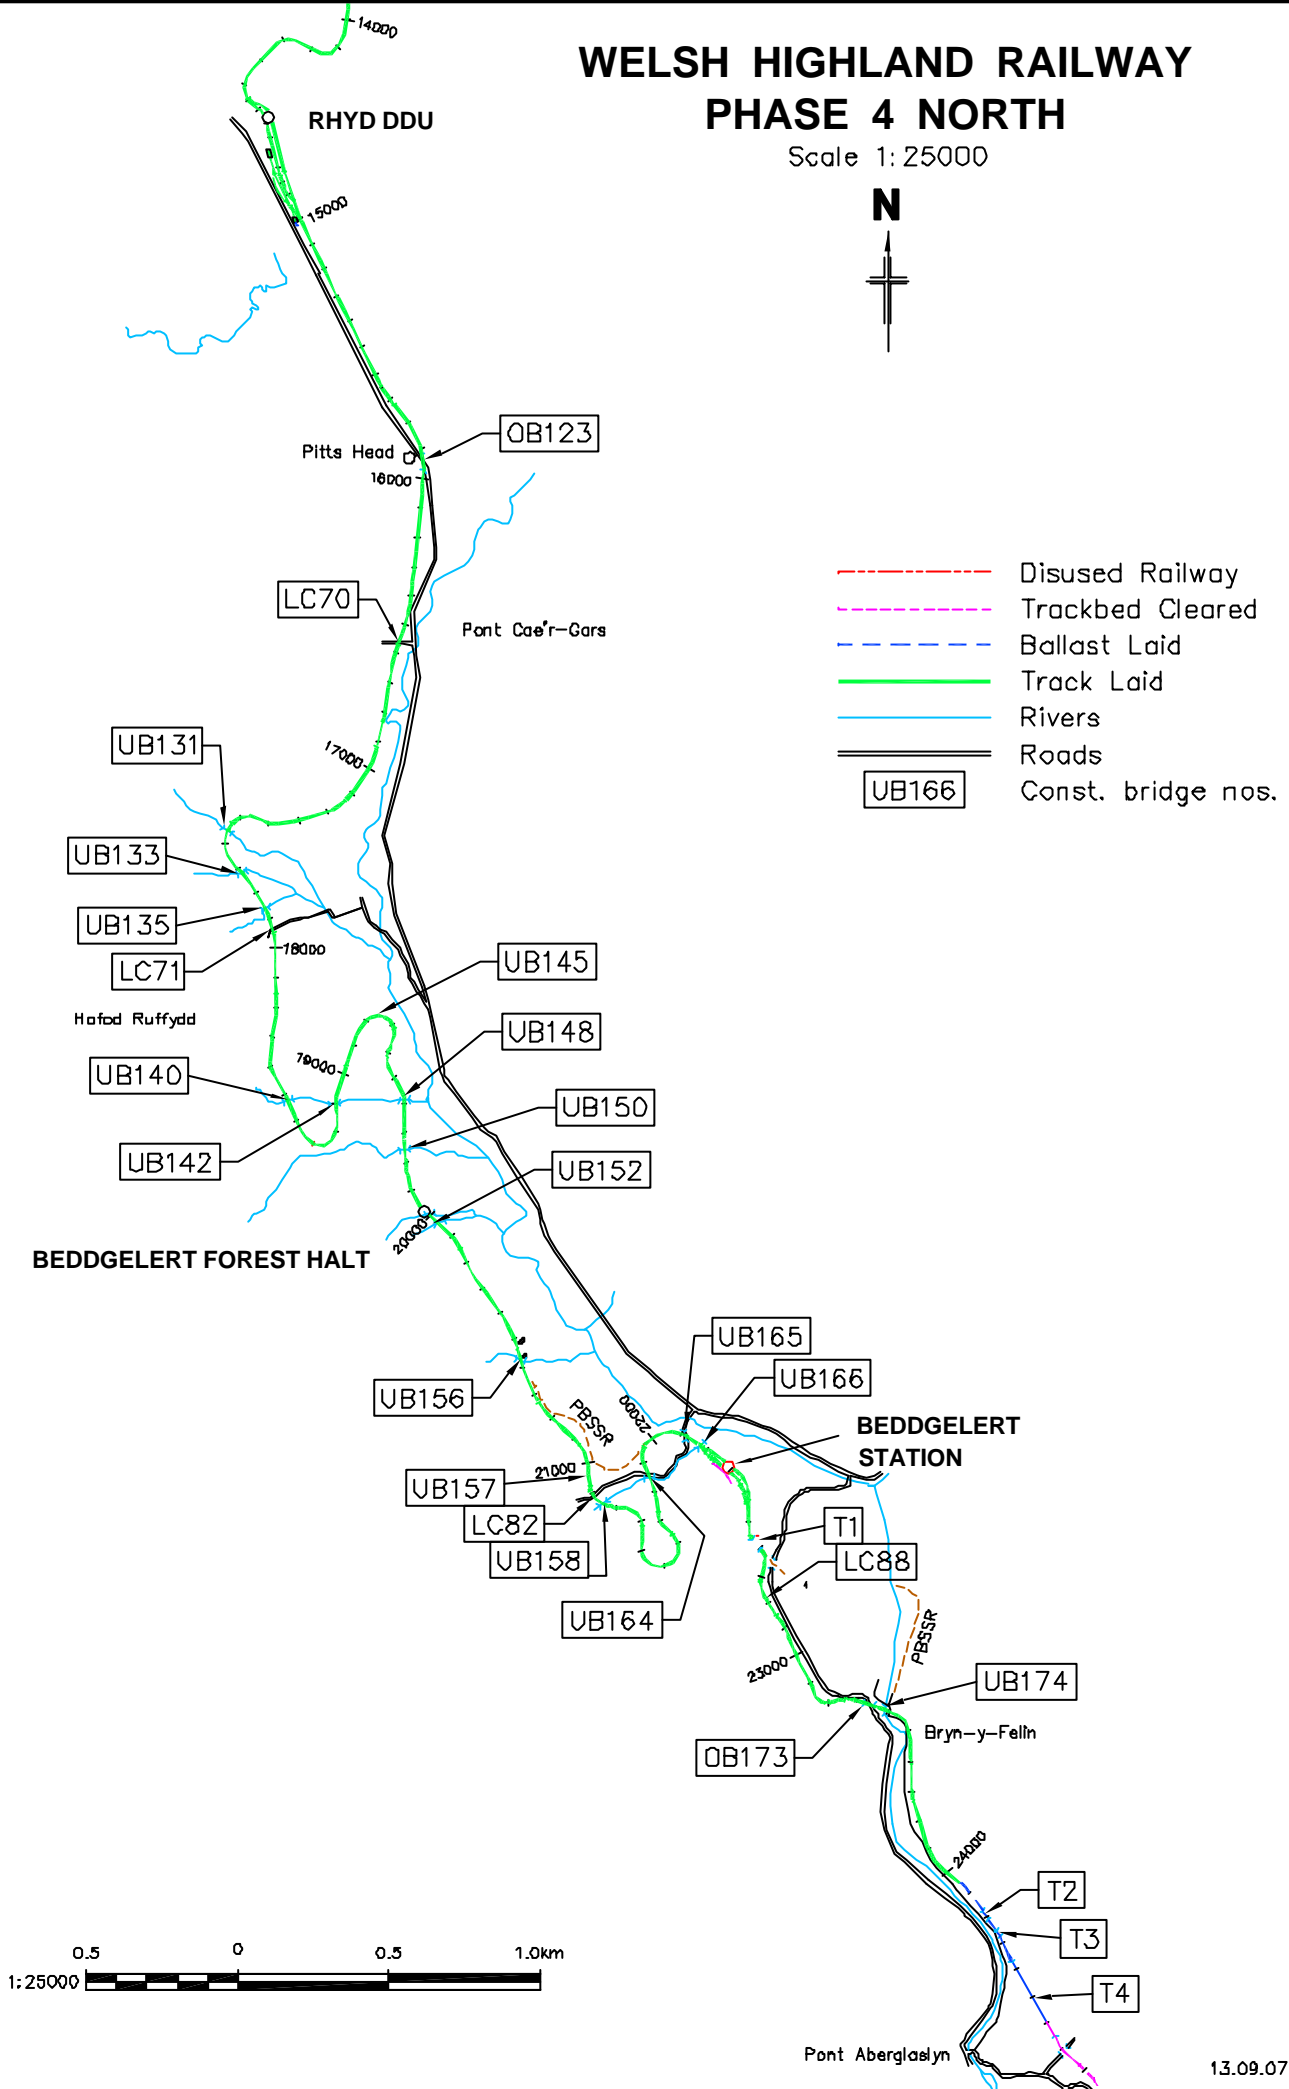 WELSH HIGHLAND RAILWAY
PHASE 4 NORTH
Scale 1:25000
N
14000
RHYD DDU
15000
OB123
Pitts Head
16000
LC70
Pont Cae'r-Gars
Disused Railway
Trackbed Cleared
Ballast Laid
Track Laid
Rivers
Roads
UB166 Const. bridge nos.
UB131
17000
UB133
UB135
LC71
18000
UB145
Hafod Ruffydd
UB148
19000
UB140
UB150
UB142
UB152
20000
BEDDGELERT FOREST HALT
UB165
UB166
UB156
PBSSR
22000
BEDDGELERT
STATION
21000
UB157
LC82
T1
UB158
LC88
UB164
PBSSR
23000
UB174
Bryn-y-Felin
OB173
24000
T2
T3
T4
0.5 0 0.5 1.0km
1:25000
Pont Aberglaslyn
13.09.07